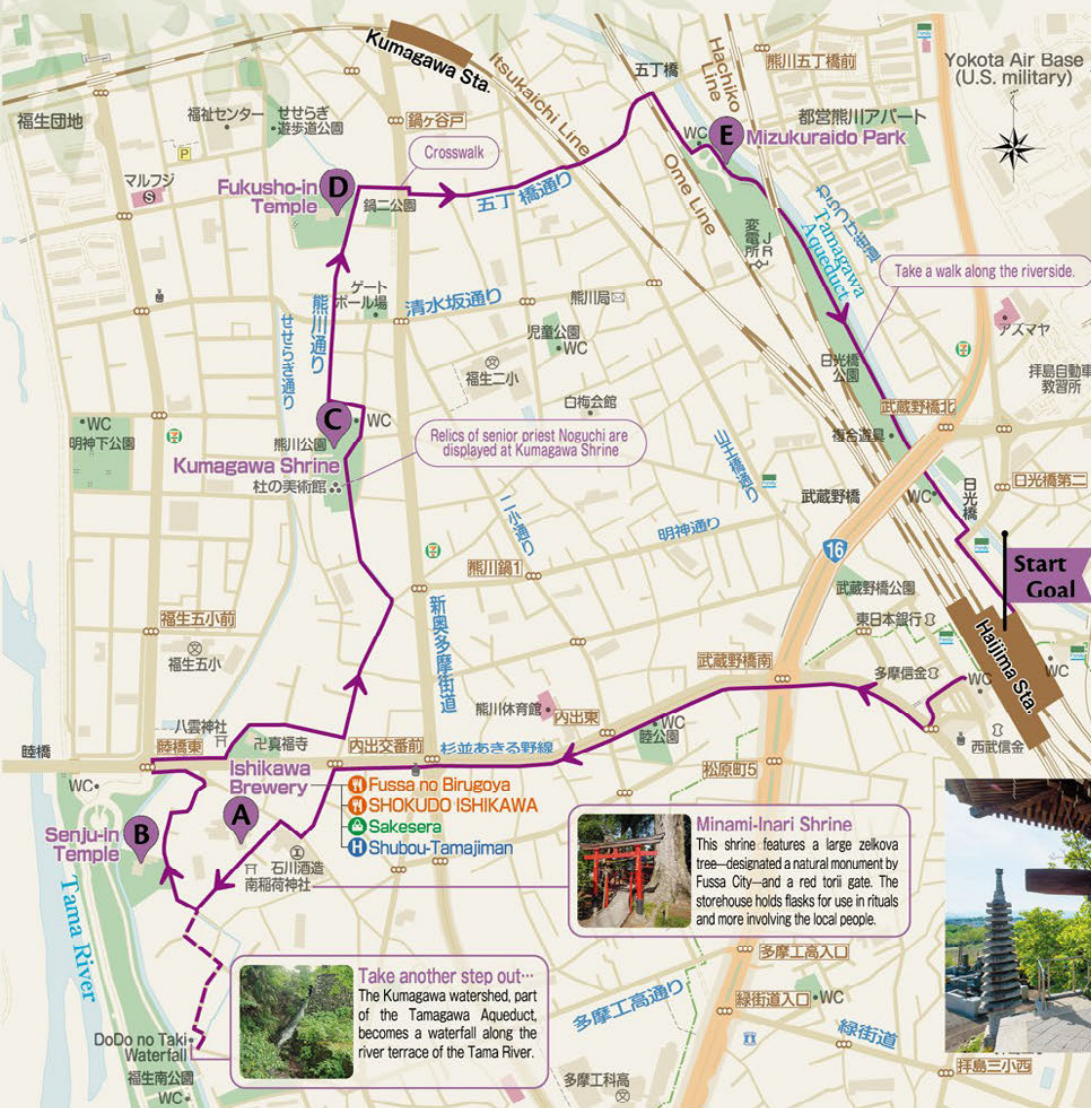 Kumagawa Sta.
Itsukaichi Line
Hachiko
Line
五丁橋
熊川五丁橋前
Yokota Air Base
(U.S. military)
福生団地
福祉センター
せせらぎ
遊歩道公園
鍋ヶ谷戸
Crosswalk
都営熊川アパート
WC
E
Mizukuraido Park
P
マルフジ
S
Fukusho-in
Temple
D
鍋二公園
五丁橋通り
Ome Line
変電所
JR
Tamagawa
Aqueduct
Take a walk along the riverside.
ゲート
ボール場
清水坂通り
熊川局
熊川通り
せせらぎ通り
児童公園
WC
アズマヤ
福生二小
日光橋
公園
拝島自動車
教習所
WC
明神下公園
C
WC
熊川公園
白梅会館
武蔵野橋北
複合遊具
Kumagawa Shrine
杜の美術館
Relics of senior priest Noguchi are
displayed at Kumagawa Shrine
山王橋通り
武蔵野橋
WC
日光橋
日光橋第二
二小通り
明神通り
16
Start
Goal
熊川鍋1
武蔵野橋公園
新奥多摩街道
東日本銀行
Haijima Sta.
福生五小前
福生五小
武蔵野橋南
多摩信金
WC
WC
熊川体育館
内出東
八雲神社
卍真福寺
内出交番前
杉並あきる野線
WC
睦公園
西武信金
睦橋
睦橋東
松原町5
WC
Ishikawa
Brewery
Fussa no Birugoya
SHOKUDO ISHIKAWA
Sakesera
H
Shubou-Tamajiman
A
B
Senju-in
Temple
石川酒造
南稲荷神社
Minami-Inari Shrine
This shrine features a large zelkova
tree—designated a natural monument by
Fussa City—and a red torii gate. The
storehouse holds flasks for use in rituals
and more involving the local people.
Tama River
多摩工高入口
Take another step out…
The Kumagawa watershed, part
of the Tamagawa Aqueduct,
becomes a waterfall along the
river terrace of the Tama River.
多摩工高通り
緑街道入口
WC
緑街道
DoDo no Taki
Waterfall
福生南公園
WC
多摩工科高
拝島三小西